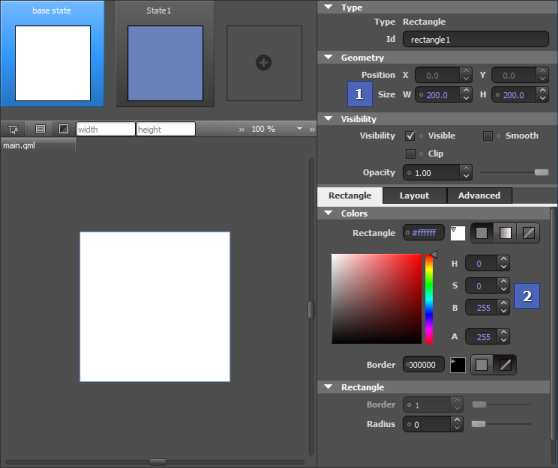 base state State1
Type
Type Rectangle
Id rectangle1
Geometry
Position X 0.0 Y 0.0
1 Size W 200.0 H 200.0
Visibility
Visibility Visible Smooth
Clip
Opacity 1.00
width height 100 %
main.qml
Rectangle Layout Advanced
Colors
Rectangle #ffffff
H 0
S 0
B 255
2
A 255
Border 000000
Rectangle
Border 1
Radius 0